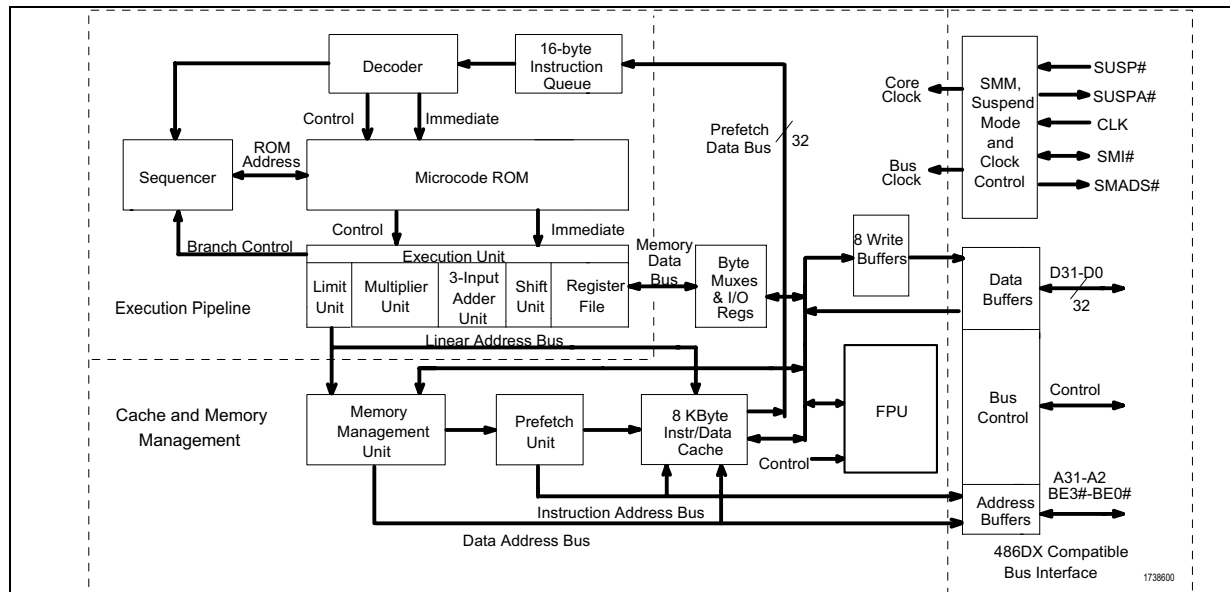 Decoder
16-byte
Instruction
Queue
Control
Immediate
ROM
Address
Sequencer
Microcode ROM
Branch Control
Control
Immediate
Execution Unit
Limit
Unit
Multiplier
Unit
3-Input
Adder
Unit
Shift
Unit
Register
File
Execution Pipeline
Memory
Data
Bus
Byte
Muxes
& I/O
Regs
Prefetch
Data Bus
32
Core
Clock
Bus
Clock
SMM,
Suspend
Mode
and
Clock
Control
SUSP#
SUSPA#
CLK
SMI#
SMADS#
8 Write
Buffers
Data
Buffers
D31-D0
32
Linear Address Bus
Cache and Memory
Management
Memory
Management
Unit
Prefetch
Unit
8 KByte
Instr/Data
Cache
FPU
Control
Bus
Control
Control
Address
Buffers
A31-A2
BE3#-BE0#
Instruction Address Bus
Data Address Bus
486DX Compatible
Bus Interface
1738600